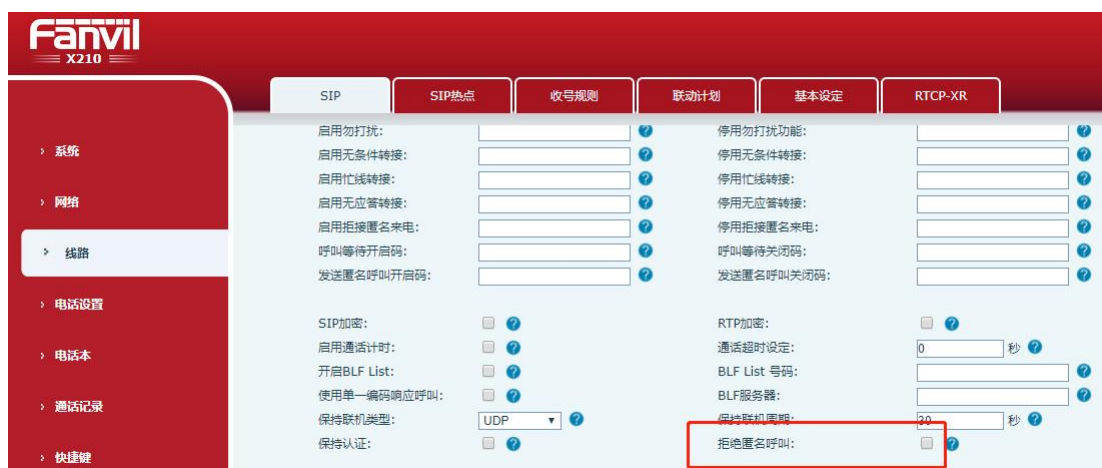 Fanvil
X210
SIP SIP热点 收号规则 联动计划 基本设定 RTCP-XR
系统
网络
线路
电话设置
电话本
通话记录
快捷键
启用勿打扰: 停用勿打扰功能:
启用无条件转接: 停用无条件转接:
启用忙线转接: 停用忙线转接:
启用无应答转接: 停用无应答转接:
启用拒接匿名来电: 停用拒接匿名来电:
呼叫等待开启码: 呼叫等待关闭码:
发送匿名呼叫开启码: 发送匿名呼叫关闭码:
SIP加密: RTP加密:
启用通话计时: 通话超时设定: 0 秒
开启BLF List: BLF List 号码:
使用单一编码响应呼叫: BLF服务器:
保持联机类型: UDP 保持联机周期: 30 秒
保持认证: 拒绝匿名呼叫: